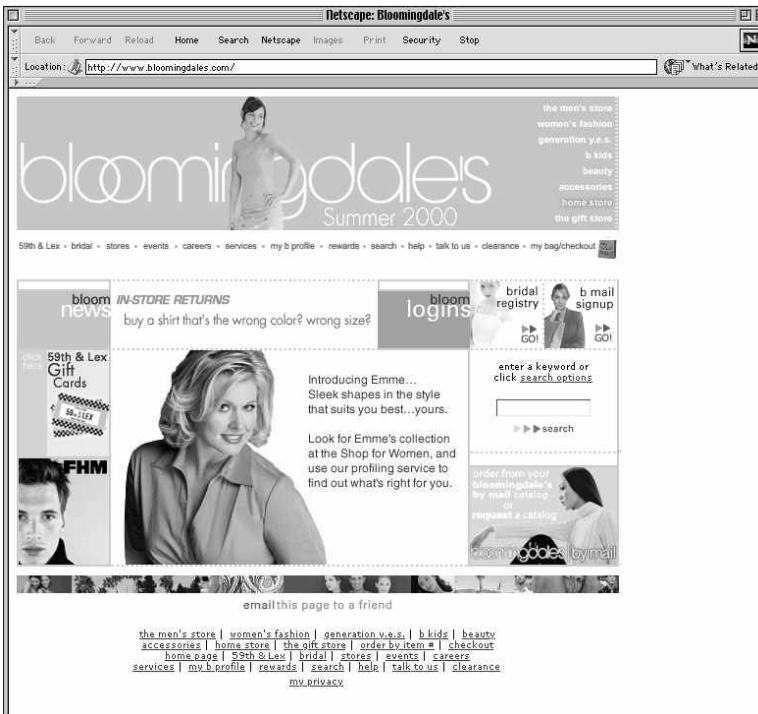 Netscape: Bloomingdale's
Back Forward Reload Home Search Netscape Images Print Security Stop
Location: http://www.bloomingdales.com/ What's Related
the men's store
women's fashion
generation y.e.s.
b kids
beauty
accessories
home store
the gift store
bloomingdale's
Summer 2000
59th & Lex • bridal • stores • events • careers • services • my b profile • rewards • search • help • talk to us • clearance • my bag/checkout
bloom
news
IN-STORE RETURNS
buy a shirt that's the wrong color? wrong size?
bloom
logins
bridal
registry
GO!
b mail
signup
GO!
click
here
59th & Lex
Gift
Cards
59th & LEX
FHM
Introducing Emme...
Sleek shapes in the style
that suits you best...yours.
Look for Emme's collection
at the Shop for Women, and
use our profiling service to
find out what's right for you.
enter a keyword or
click search options
search
order from your
bloomingdale's
by mail catalog
or
request a catalog
bloomingdales by mail
email this page to a friend
the men's store | women's fashion | generation y.e.s. | b kids | beauty
accessories | home store | the gift store | order by item # | checkout
home page | 59th & Lex | bridal | stores | events | careers
services | my b profile | rewards | search | help | talk to us | clearance
my privacy